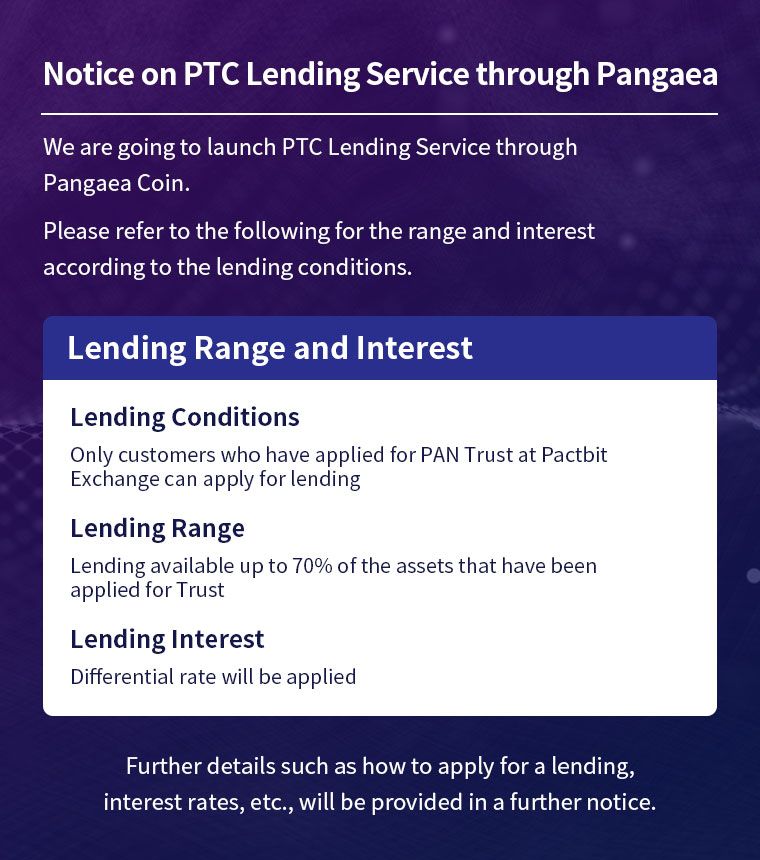 Notice on PTC Lending Service through Pangaea
We are going to launch PTC Lending Service through
Pangaea Coin.
Please refer to the following for the range and interest
according to the lending conditions.
Lending Range and Interest
Lending Conditions
Only customers who have applied for PAN Trust at Pactbit
Exchange can apply for lending
Lending Range
Lending available up to 70% of the assets that have been
applied for Trust
Lending Interest
Differential rate will be applied
Further details such as how to apply for a lending,
interest rates, etc., will be provided in a further notice.